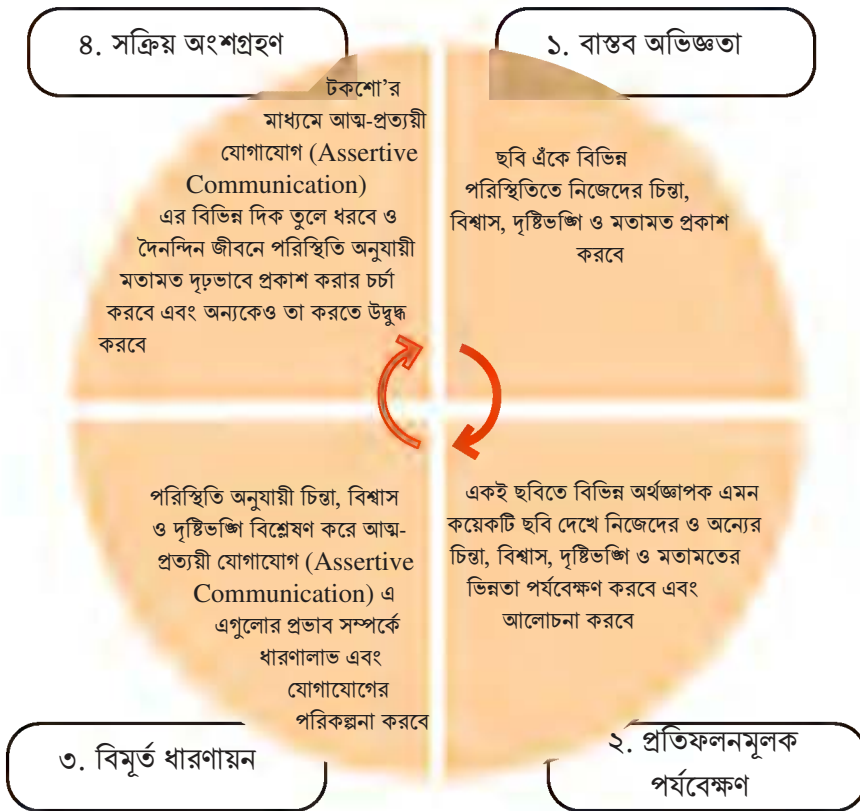 ৪. সক্রিয় অংশগ্রহণ
টকশো’র
মাধ্যমে আত্ম-প্রত্যয়ী
যোগাযোগ (Assertive
Communication)
এর বিভিন্ন দিক তুলে ধরবে ও
দৈনন্দিন জীবনে পরিস্থিতি অনুযায়ী
মতামত দৃঢ়ভাবে প্রকাশ করার চর্চা
করবে এবং অন্যকেও তা করতে উদ্বুদ্ধ
করবে
১. বাস্তব অভিজ্ঞতা
ছবি এঁকে বিভিন্ন
পরিস্থিতিতে নিজেদের চিন্তা,
বিশ্বাস, দৃষ্টিভঙ্গি ও মতামত প্রকাশ
করবে
পরিস্থিতি অনুযায়ী চিন্তা, বিশ্বাস
ও দৃষ্টিভঙ্গি বিশ্লেষণ করে আত্ম-
প্রত্যয়ী যোগাযোগ (Assertive
Communication) এ
এগুলোর প্রভাব সম্পর্কে
ধারণালাভ এবং
যোগাযোগের
পরিকল্পনা করবে
৩. বিমূর্ত ধারণায়ন
একই ছবিতে বিভিন্ন অর্থজ্ঞাপক এমন
কয়েকটি ছবি দেখে নিজেদের ও অন্যের
চিন্তা, বিশ্বাস, দৃষ্টিভঙ্গি ও মতামতের
ভিন্নতা পর্যবেক্ষণ করবে এবং
আলোচনা করবে
২. প্রতিফলনমূলক
পর্যবেক্ষণ